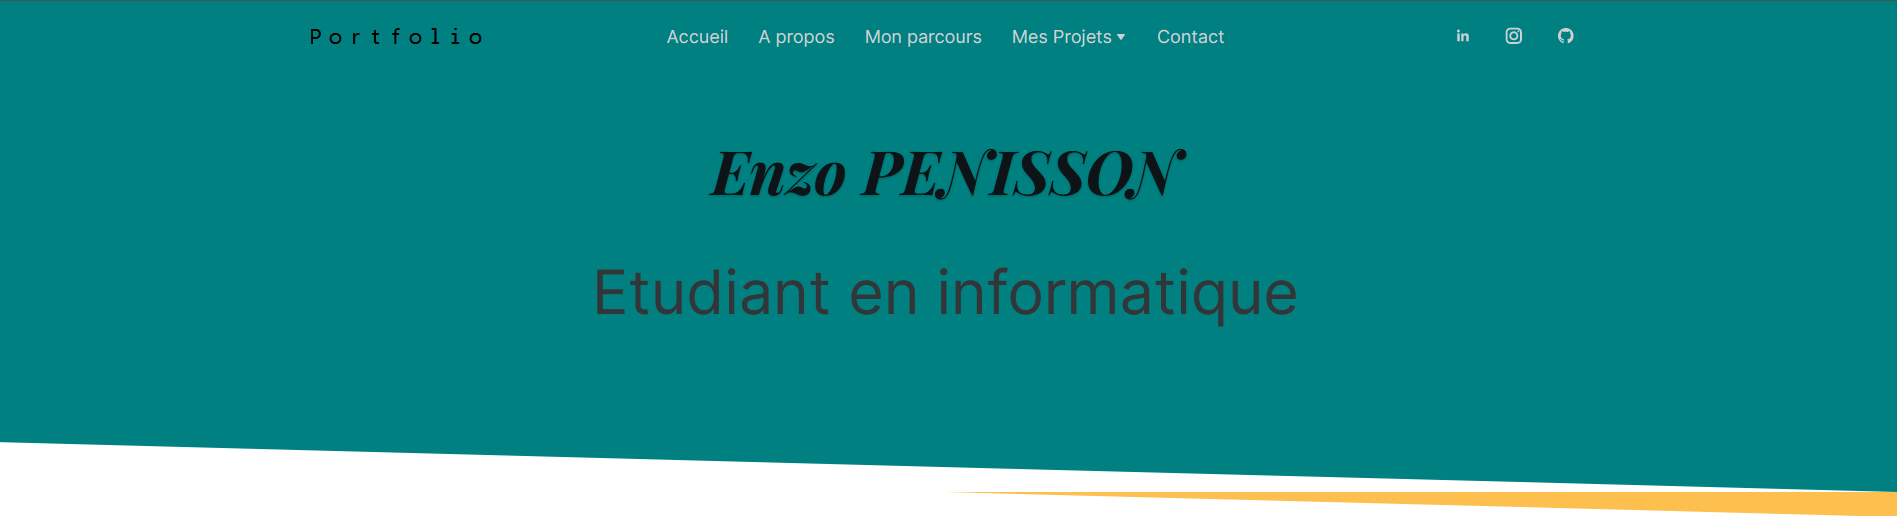 Portfolio
Accueil A propos Mon parcours Mes Projets Contact in
Enzo PENISSON
Etudiant en informatique